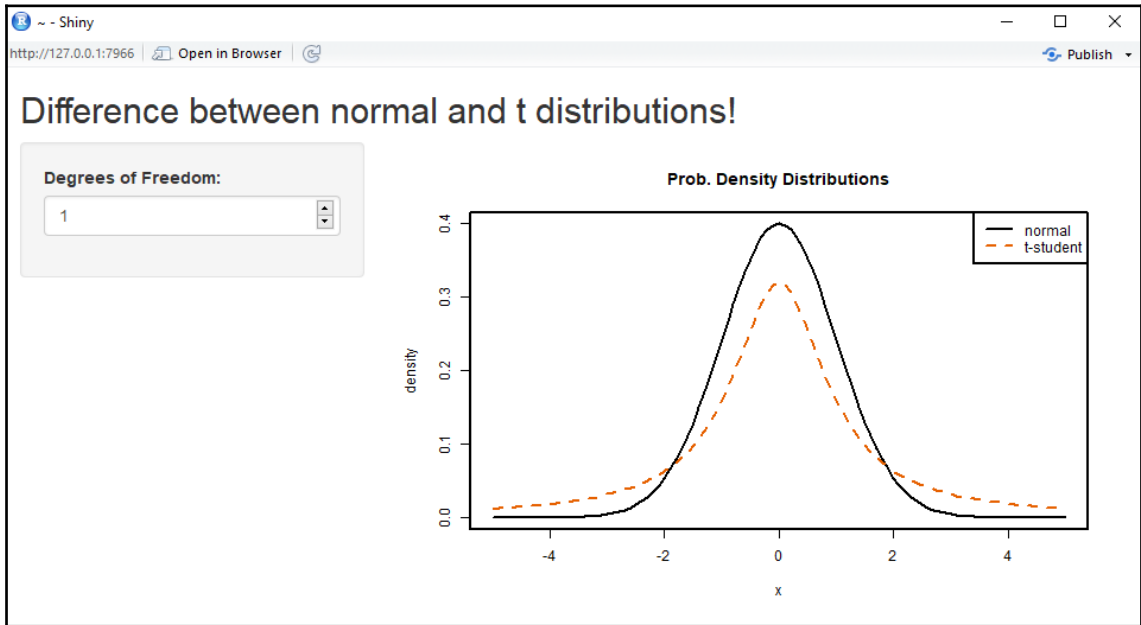 ~ - Shiny
http://127.0.0.1:7966 Open in Browser Publish
Difference between normal and t distributions!
Degrees of Freedom:
1
Prob. Density Distributions
normal
t-student
density
0.4
0.3
0.2
0.1
0.0
-4 -2 0 2 4
x